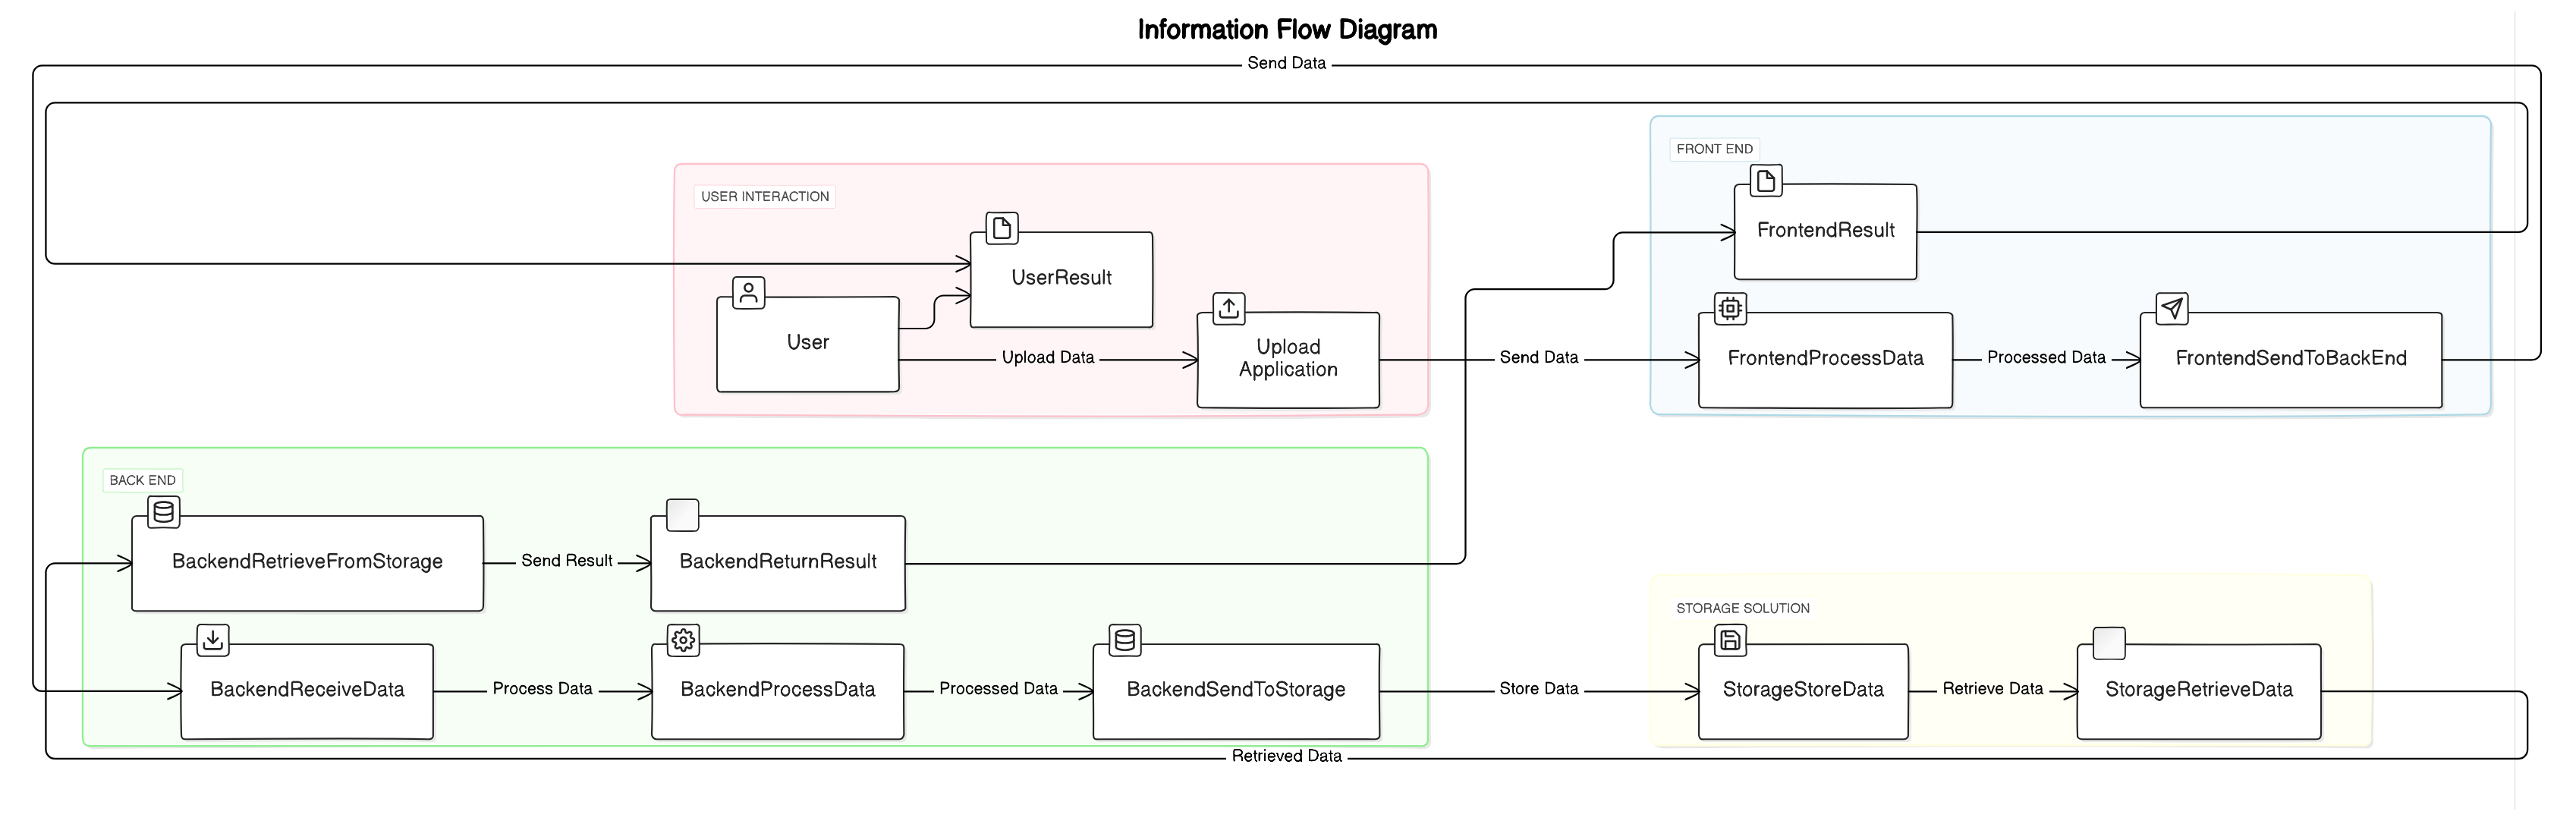 Information Flow Diagram
Send Data
FRONT END
USER INTERACTION
FrontendResult
UserResult
User
Upload Data
Upload
Application
Send Data
FrontendProcessData
Processed Data
FrontendSendToBackEnd
BACK END
BackendRetrieveFromStorage
Send Result
BackendReturnResult
STORAGE SOLUTION
BackendReceiveData
Process Data
BackendProcessData
Processed Data
BackendSendToStorage
Store Data
StorageStoreData
Retrieve Data
StorageRetrieveData
Retrieved Data